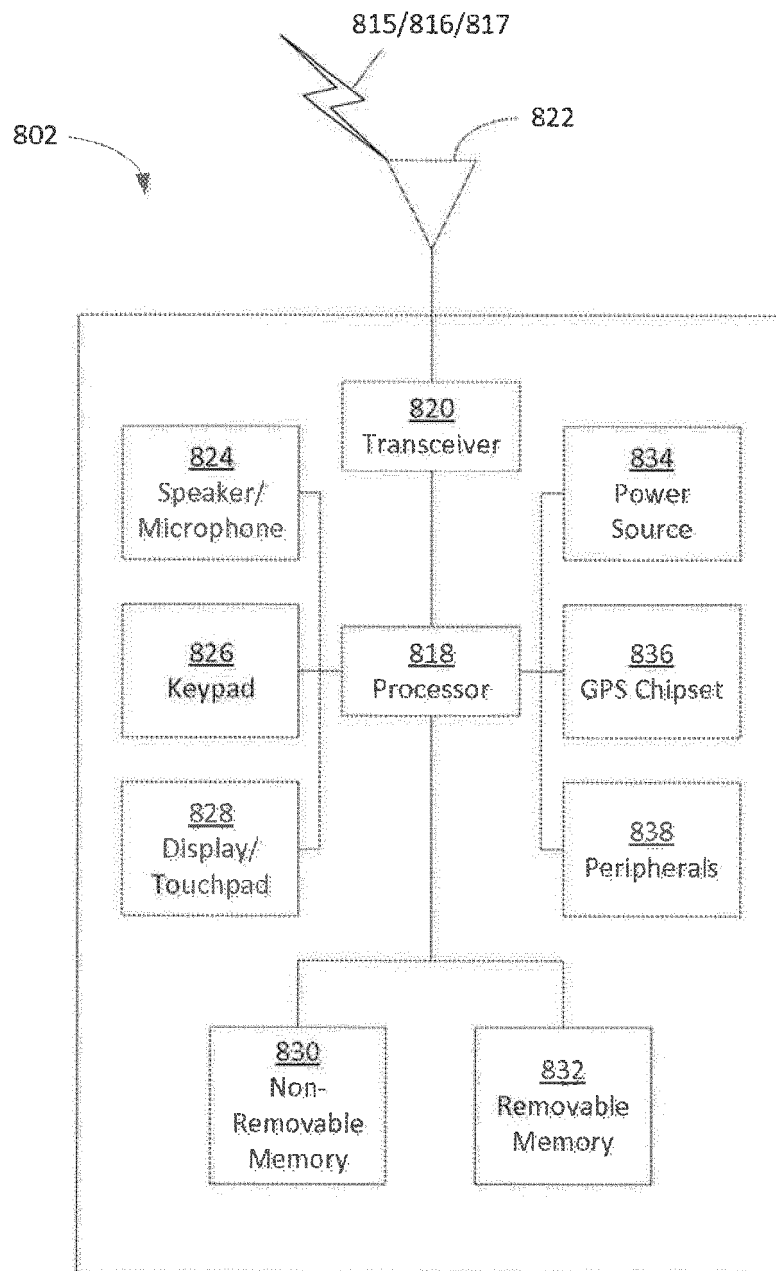 815/816/817
822
802
820
Transceiver
824
Speaker/
Microphone
834
Power
Source
826
Keypad
818
Processor
836
GPS Chipset
828
Display/
Touchpad
838
Peripherals
830
Non-
Removable
Memory
832
Removable
Memory